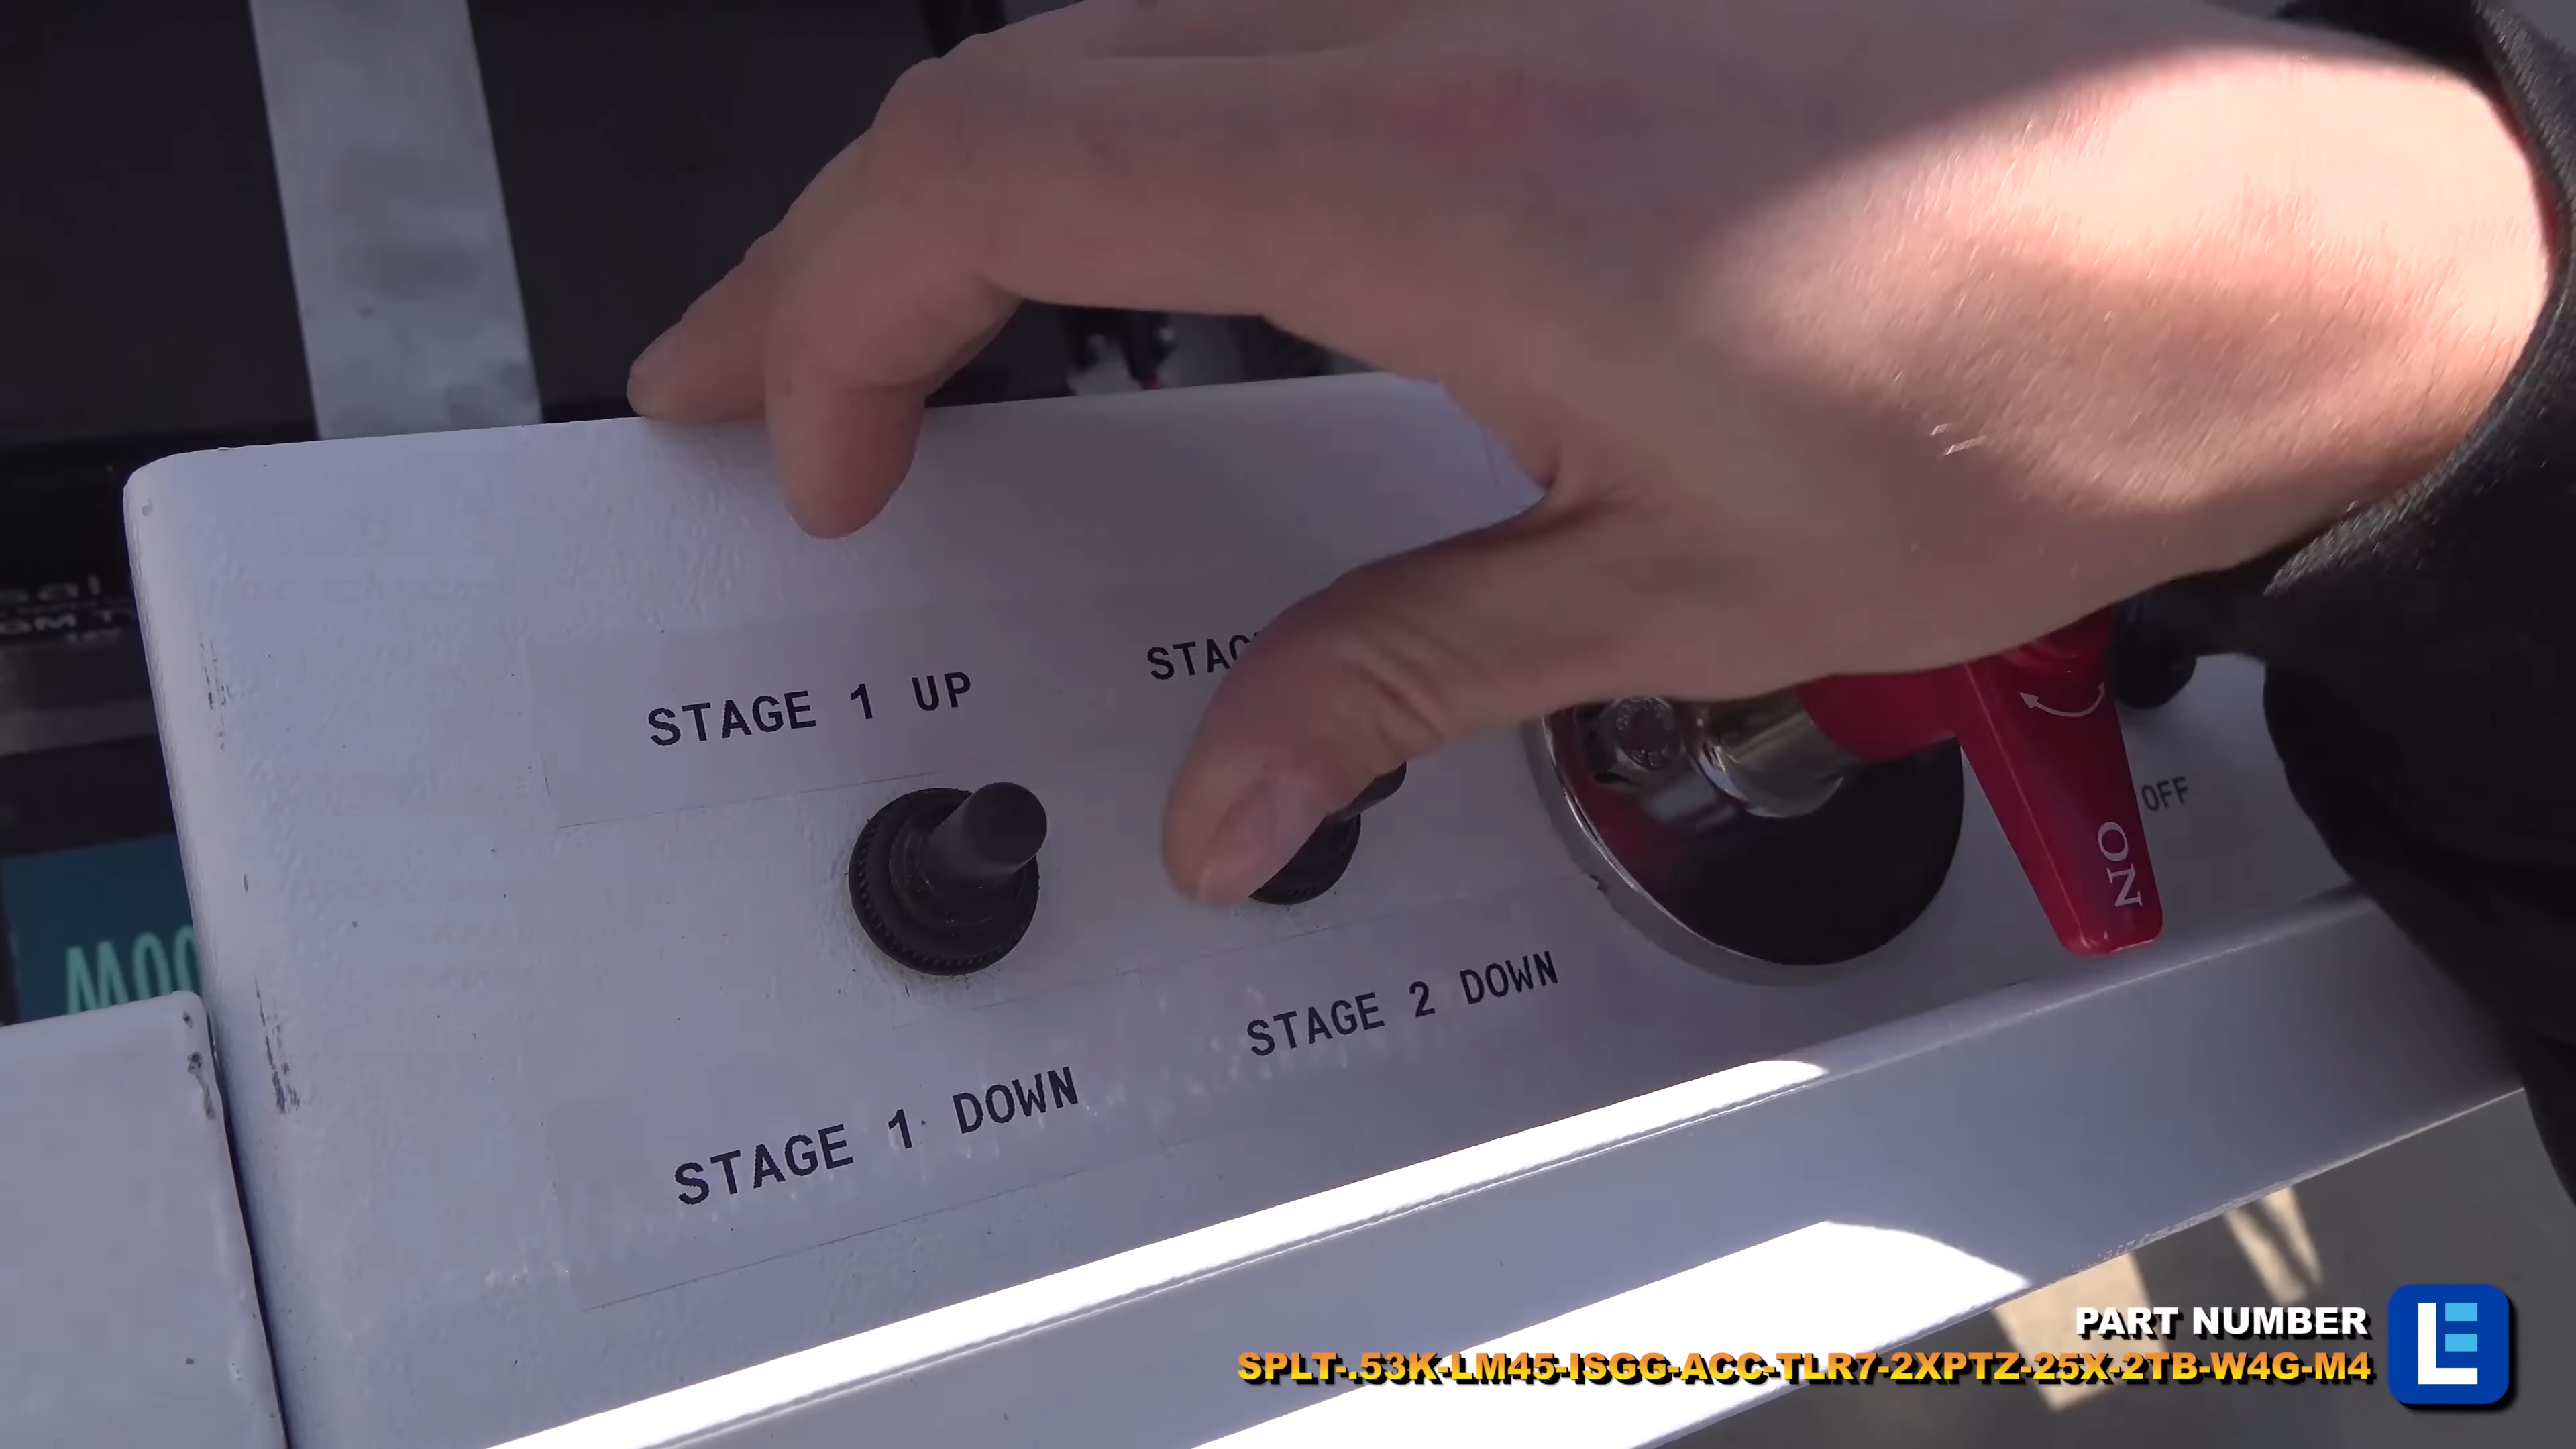 STAGE 1 UP
STAGE 2 DOWN
STAGE 1 DOWN
OFF
ON
PART NUMBER
SPLT-.53K-LM45-ISGG-ACC-TLR7-2XPTZ-25X-2TB-W4G-M4
LE